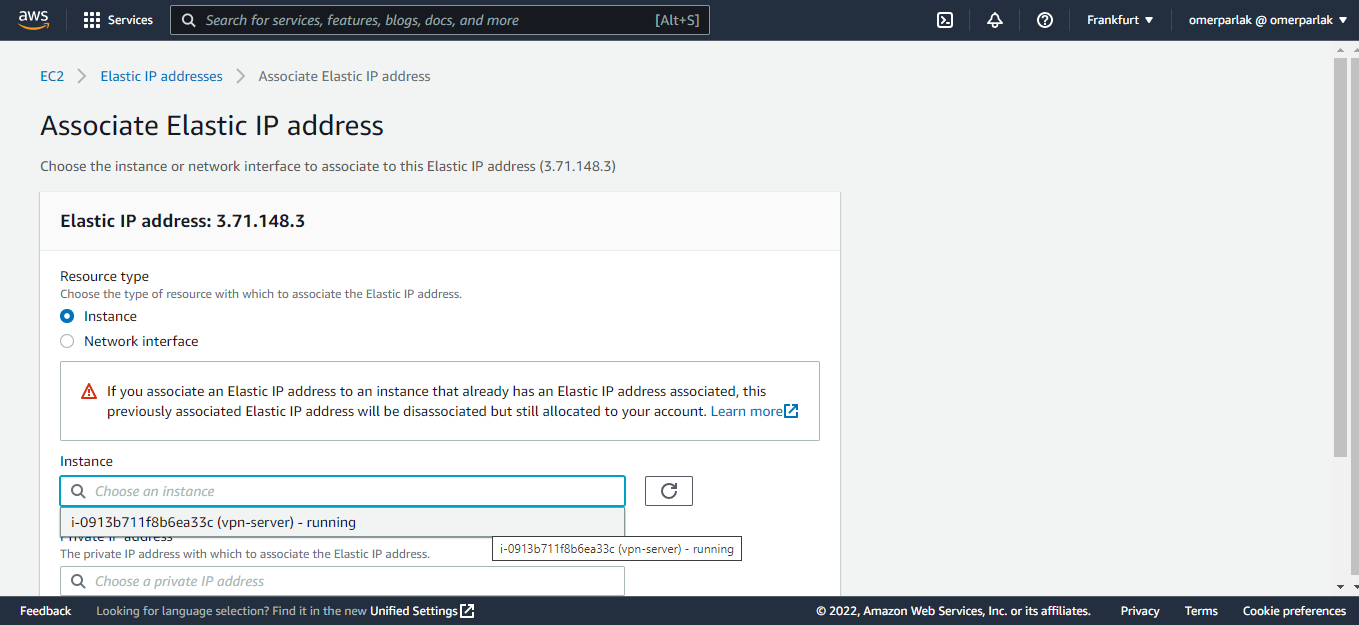 aws
Services
Search for services, features, blogs, docs, and more [Alt+S]
Frankfurt
omerparlak @ omerparlak
EC2
Elastic IP addresses
Associate Elastic IP address
Associate Elastic IP address
Choose the instance or network interface to associate to this Elastic IP address (3.71.148.3)
Elastic IP address: 3.71.148.3
Resource type
Choose the type of resource with which to associate the Elastic IP address.
Instance
Network interface
If you associate an Elastic IP address to an instance that already has an Elastic IP address associated, this
previously associated Elastic IP address will be disassociated but still allocated to your account. Learn more
Instance
Choose an instance
i-0913b711f8b6ea33c (vpn-server) - running
Private IP address
i-0913b711f8b6ea33c (vpn-server) - running
The private IP address with which to associate the Elastic IP address.
Choose a private IP address
Feedback
Looking for language selection? Find it in the new Unified Settings
© 2022, Amazon Web Services, Inc. or its affiliates.
Privacy
Terms
Cookie preferences